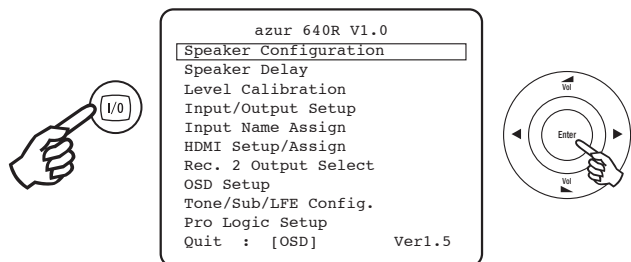 azur 640R V1.0
Speaker Configuration
Speaker Delay
Level Calibration
Input/Output Setup
Input Name Assign
HDMI Setup/Assign
Rec. 2 Output Select
OSD Setup
Tone/Sub/LFE Config.
Pro Logic Setup
Quit : [OSD] Ver1.5
I/0
Vol
Enter
Vol